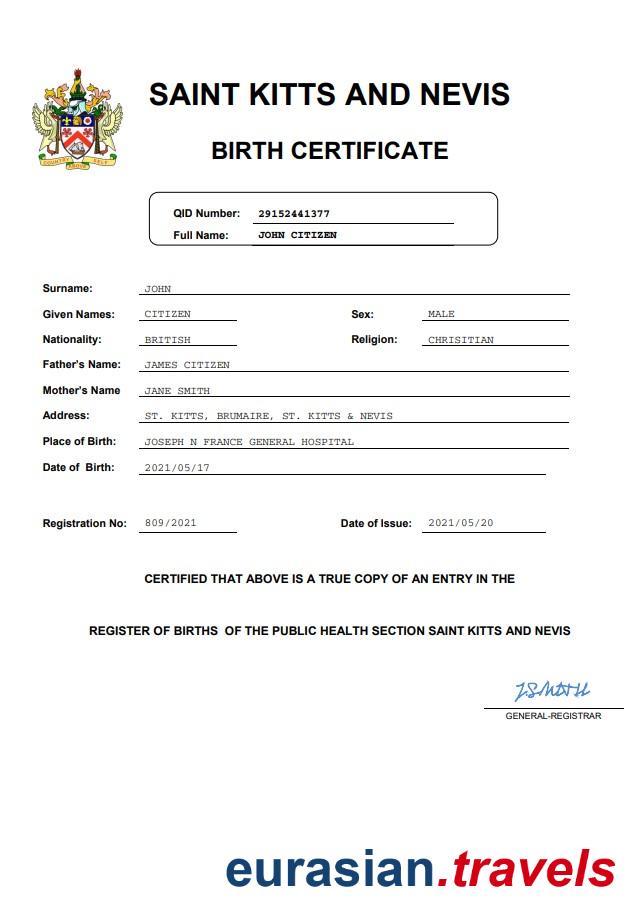 SAINT KITTS AND NEVIS
BIRTH CERTIFICATE
COUNTRY ABOVE SELF
QID Number: 29152441377
Full Name: JOHN CITIZEN
Surname: JOHN
Given Names: CITIZEN Sex: MALE
Nationality: BRITISH Religion: CHRISITIAN
Father's Name: JAMES CITIZEN
Mother's Name JANE SMITH
Address: ST. KITTS, BRUMAIRE, ST. KITTS & NEVIS
Place of Birth: JOSEPH N FRANCE GENERAL HOSPITAL
Date of Birth: 2021/05/17
Registration No: 809/2021 Date of Issue: 2021/05/20
CERTIFIED THAT ABOVE IS A TRUE COPY OF AN ENTRY IN THE
REGISTER OF BIRTHS OF THE PUBLIC HEALTH SECTION SAINT KITTS AND NEVIS
J.Smith
GENERAL-REGISTRAR
eurasian.travels